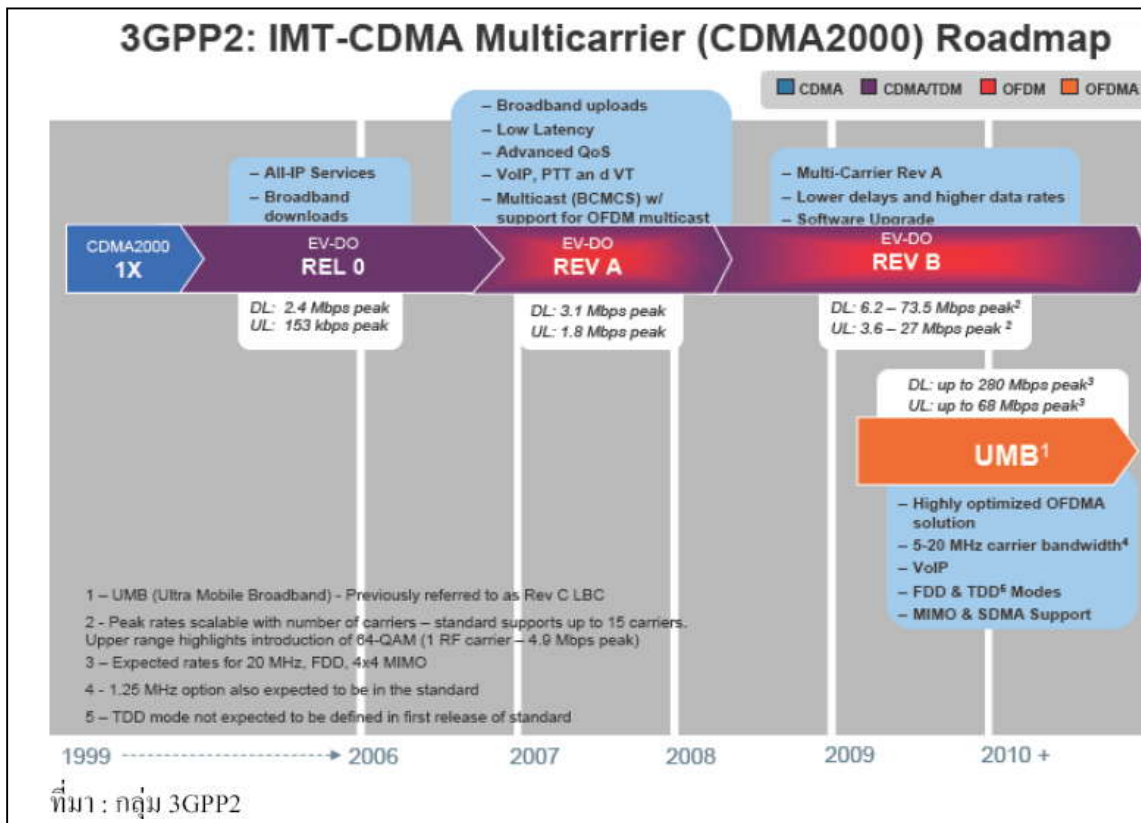 3GPP2: IMT-CDMA Multicarrier (CDMA2000) Roadmap
CDMA CDMA/TDM OFDM OFDMA
– All-IP Services
– Broadband
downloads
– Broadband uploads
– Low Latency
– Advanced QoS
– VoIP, PTT an d VT
– Multicast (BCMCS) w/
support for OFDM multicast
– Multi-Carrier Rev A
– Lower delays and higher data rates
– Software Upgrade
CDMA2000
1X
EV-DO
REL 0
EV-DO
REV A
EV-DO
REV B
DL: 2.4 Mbps peak
UL: 153 kbps peak
DL: 3.1 Mbps peak
UL: 1.8 Mbps peak
DL: 6.2 – 73.5 Mbps peak²
UL: 3.6 – 27 Mbps peak ²
DL: up to 280 Mbps peak³
UL: up to 68 Mbps peak³
UMB¹
– Highly optimized OFDMA
solution
– 5-20 MHz carrier bandwidth⁴
– VoIP
– FDD & TDD⁵ Modes
– MIMO & SDMA Support
1 – UMB (Ultra Mobile Broadband) - Previously referred to as Rev C LBC
2 - Peak rates scalable with number of carriers – standard supports up to 15 carriers.
Upper range highlights introduction of 64-QAM (1 RF carrier – 4.9 Mbps peak)
3 – Expected rates for 20 MHz, FDD, 4x4 MIMO
4 - 1.25 MHz option also expected to be in the standard
5 – TDD mode not expected to be defined in first release of standard
1999 2006 2007 2008 2009 2010 +
ที่มา : กลุ่ม 3GPP2